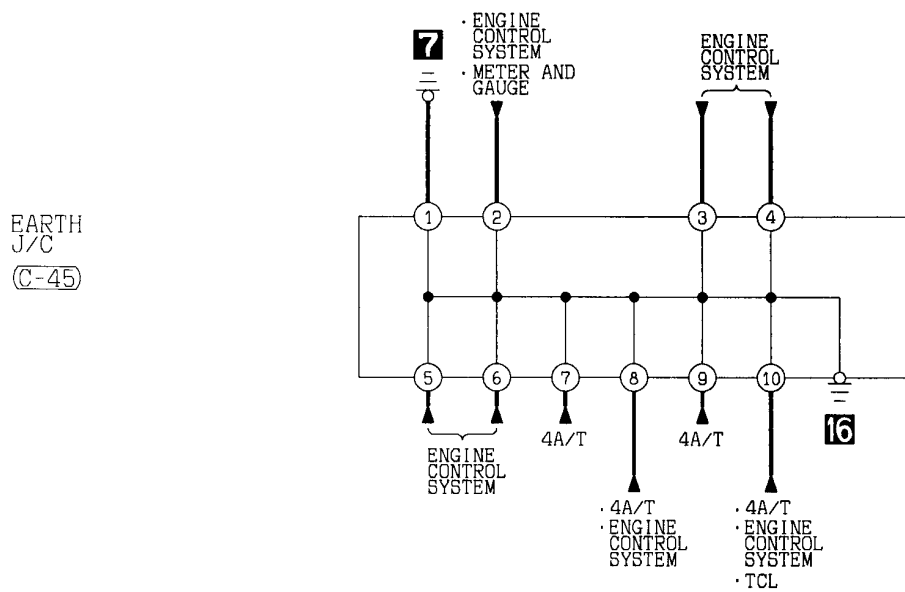 · ENGINE
CONTROL
SYSTEM
· METER AND
GAUGE
7
ENGINE
CONTROL
SYSTEM
EARTH
J/C
(C-45)
1
2
3
4
5
6
7
8
9
10
16
ENGINE
CONTROL
SYSTEM
4A/T
4A/T
· 4A/T
· ENGINE
CONTROL
SYSTEM
· 4A/T
· ENGINE
CONTROL
SYSTEM
· TCL